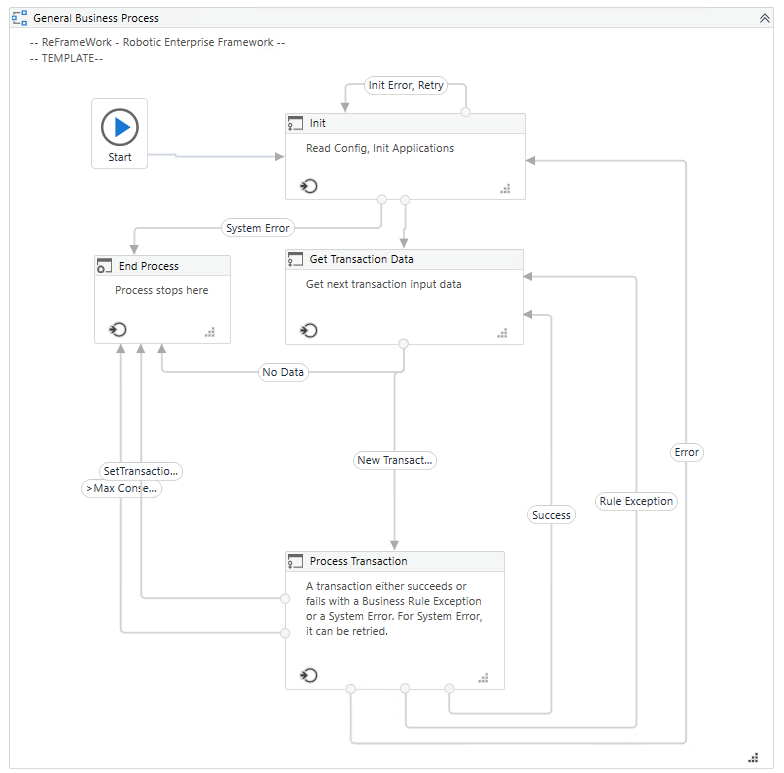 General Business Process
-- ReFrameWork - Robotic Enterprise Framework --
-- TEMPLATE--
Init Error, Retry
Start
Init
Read Config, Init Applications
System Error
End Process
Process stops here
Get Transaction Data
Get next transaction input data
No Data
New Transact...
Error
SetTransactio...
>Max Conse...
Rule Exception
Success
Process Transaction
A transaction either succeeds or
fails with a Business Rule Exception
or a System Error. For System Error,
it can be retried.